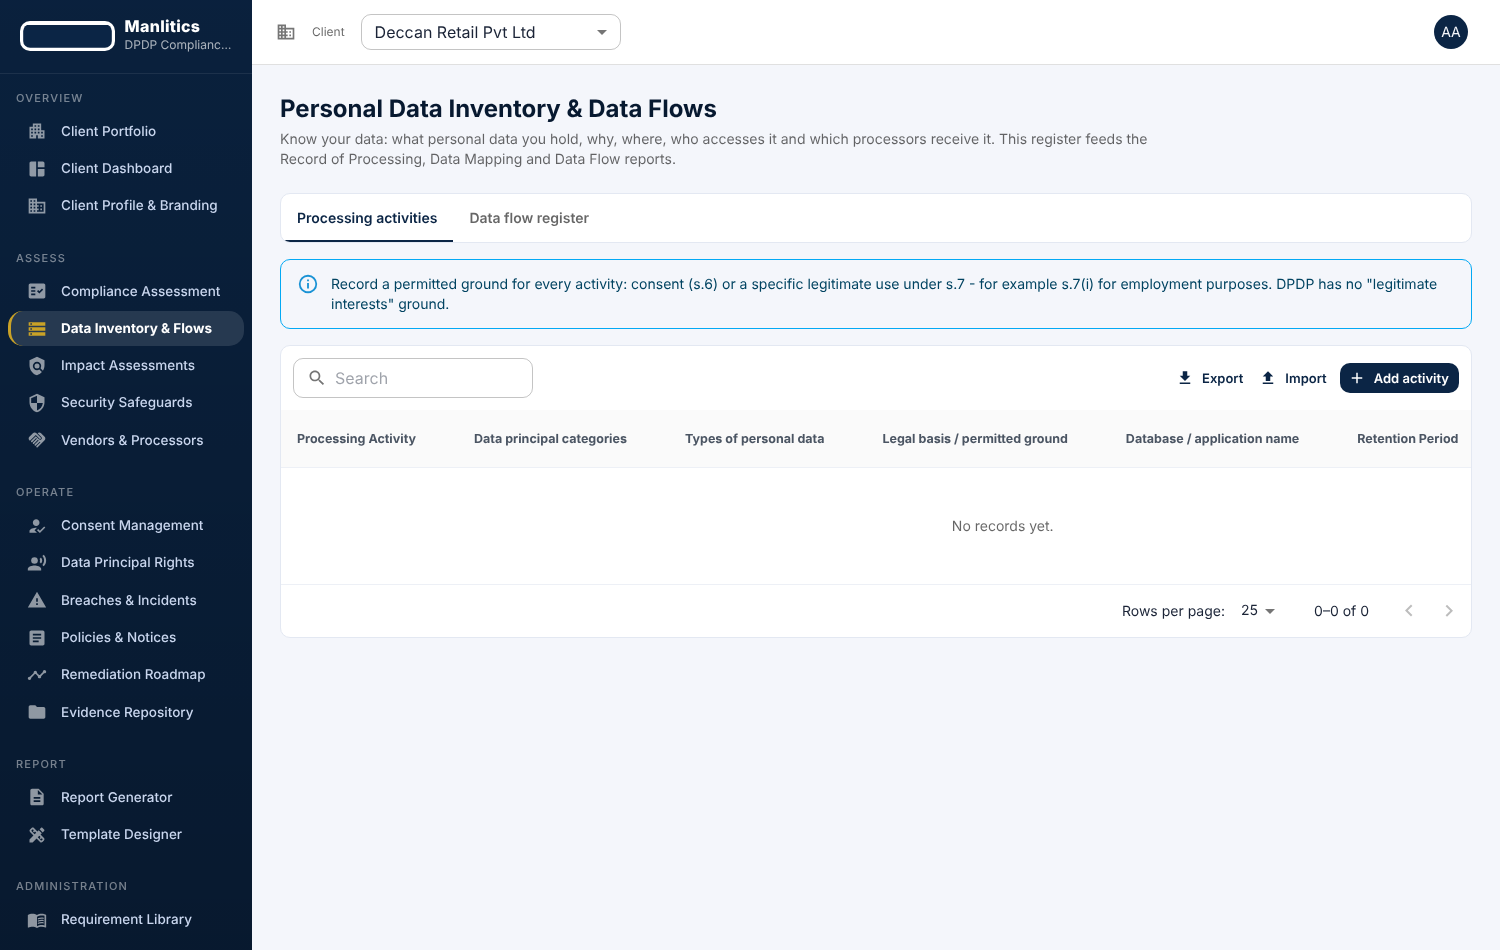 Manlitics
DPDP Complianc...
OVERVIEW
Client Portfolio
Client Dashboard
Client Profile & Branding
ASSESS
Compliance Assessment
Data Inventory & Flows
Impact Assessments
Security Safeguards
Vendors & Processors
OPERATE
Consent Management
Data Principal Rights
Breaches & Incidents
Policies & Notices
Remediation Roadmap
Evidence Repository
REPORT
Report Generator
Template Designer
ADMINISTRATION
Requirement Library
Client
Deccan Retail Pvt Ltd
AA
Personal Data Inventory & Data Flows
Know your data: what personal data you hold, why, where, who accesses it and which processors receive it. This register feeds the
Record of Processing, Data Mapping and Data Flow reports.
Processing activities
Data flow register
Record a permitted ground for every activity: consent (s.6) or a specific legitimate use under s.7 - for example s.7(i) for employment purposes. DPDP has no "legitimate
interests" ground.
Search
Export
Import
Add activity
Processing Activity
Data principal categories
Types of personal data
Legal basis / permitted ground
Database / application name
Retention Period
No records yet.
Rows per page:
25
0–0 of 0